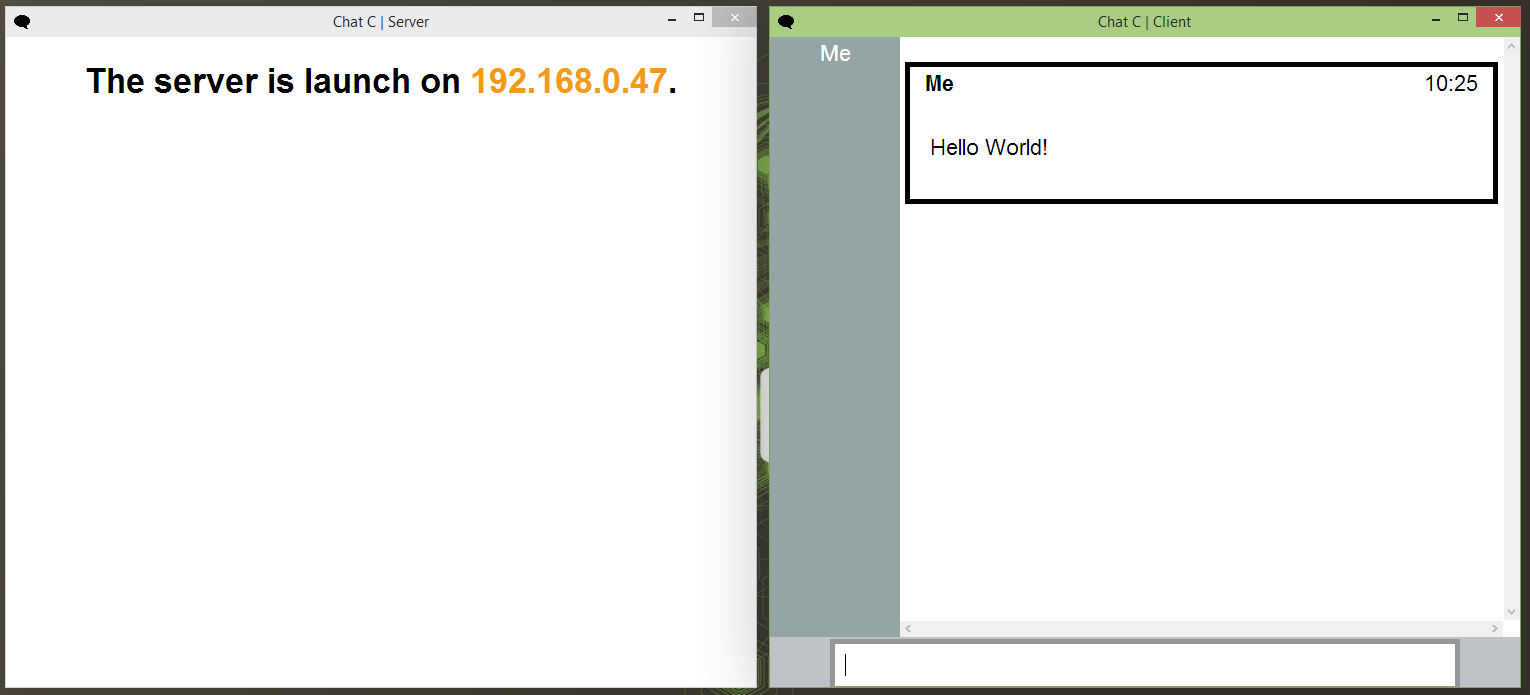 Chat C | Server
The server is launch on 192.168.0.47.
Chat C | Client
Me
Me 10:25
Hello World!